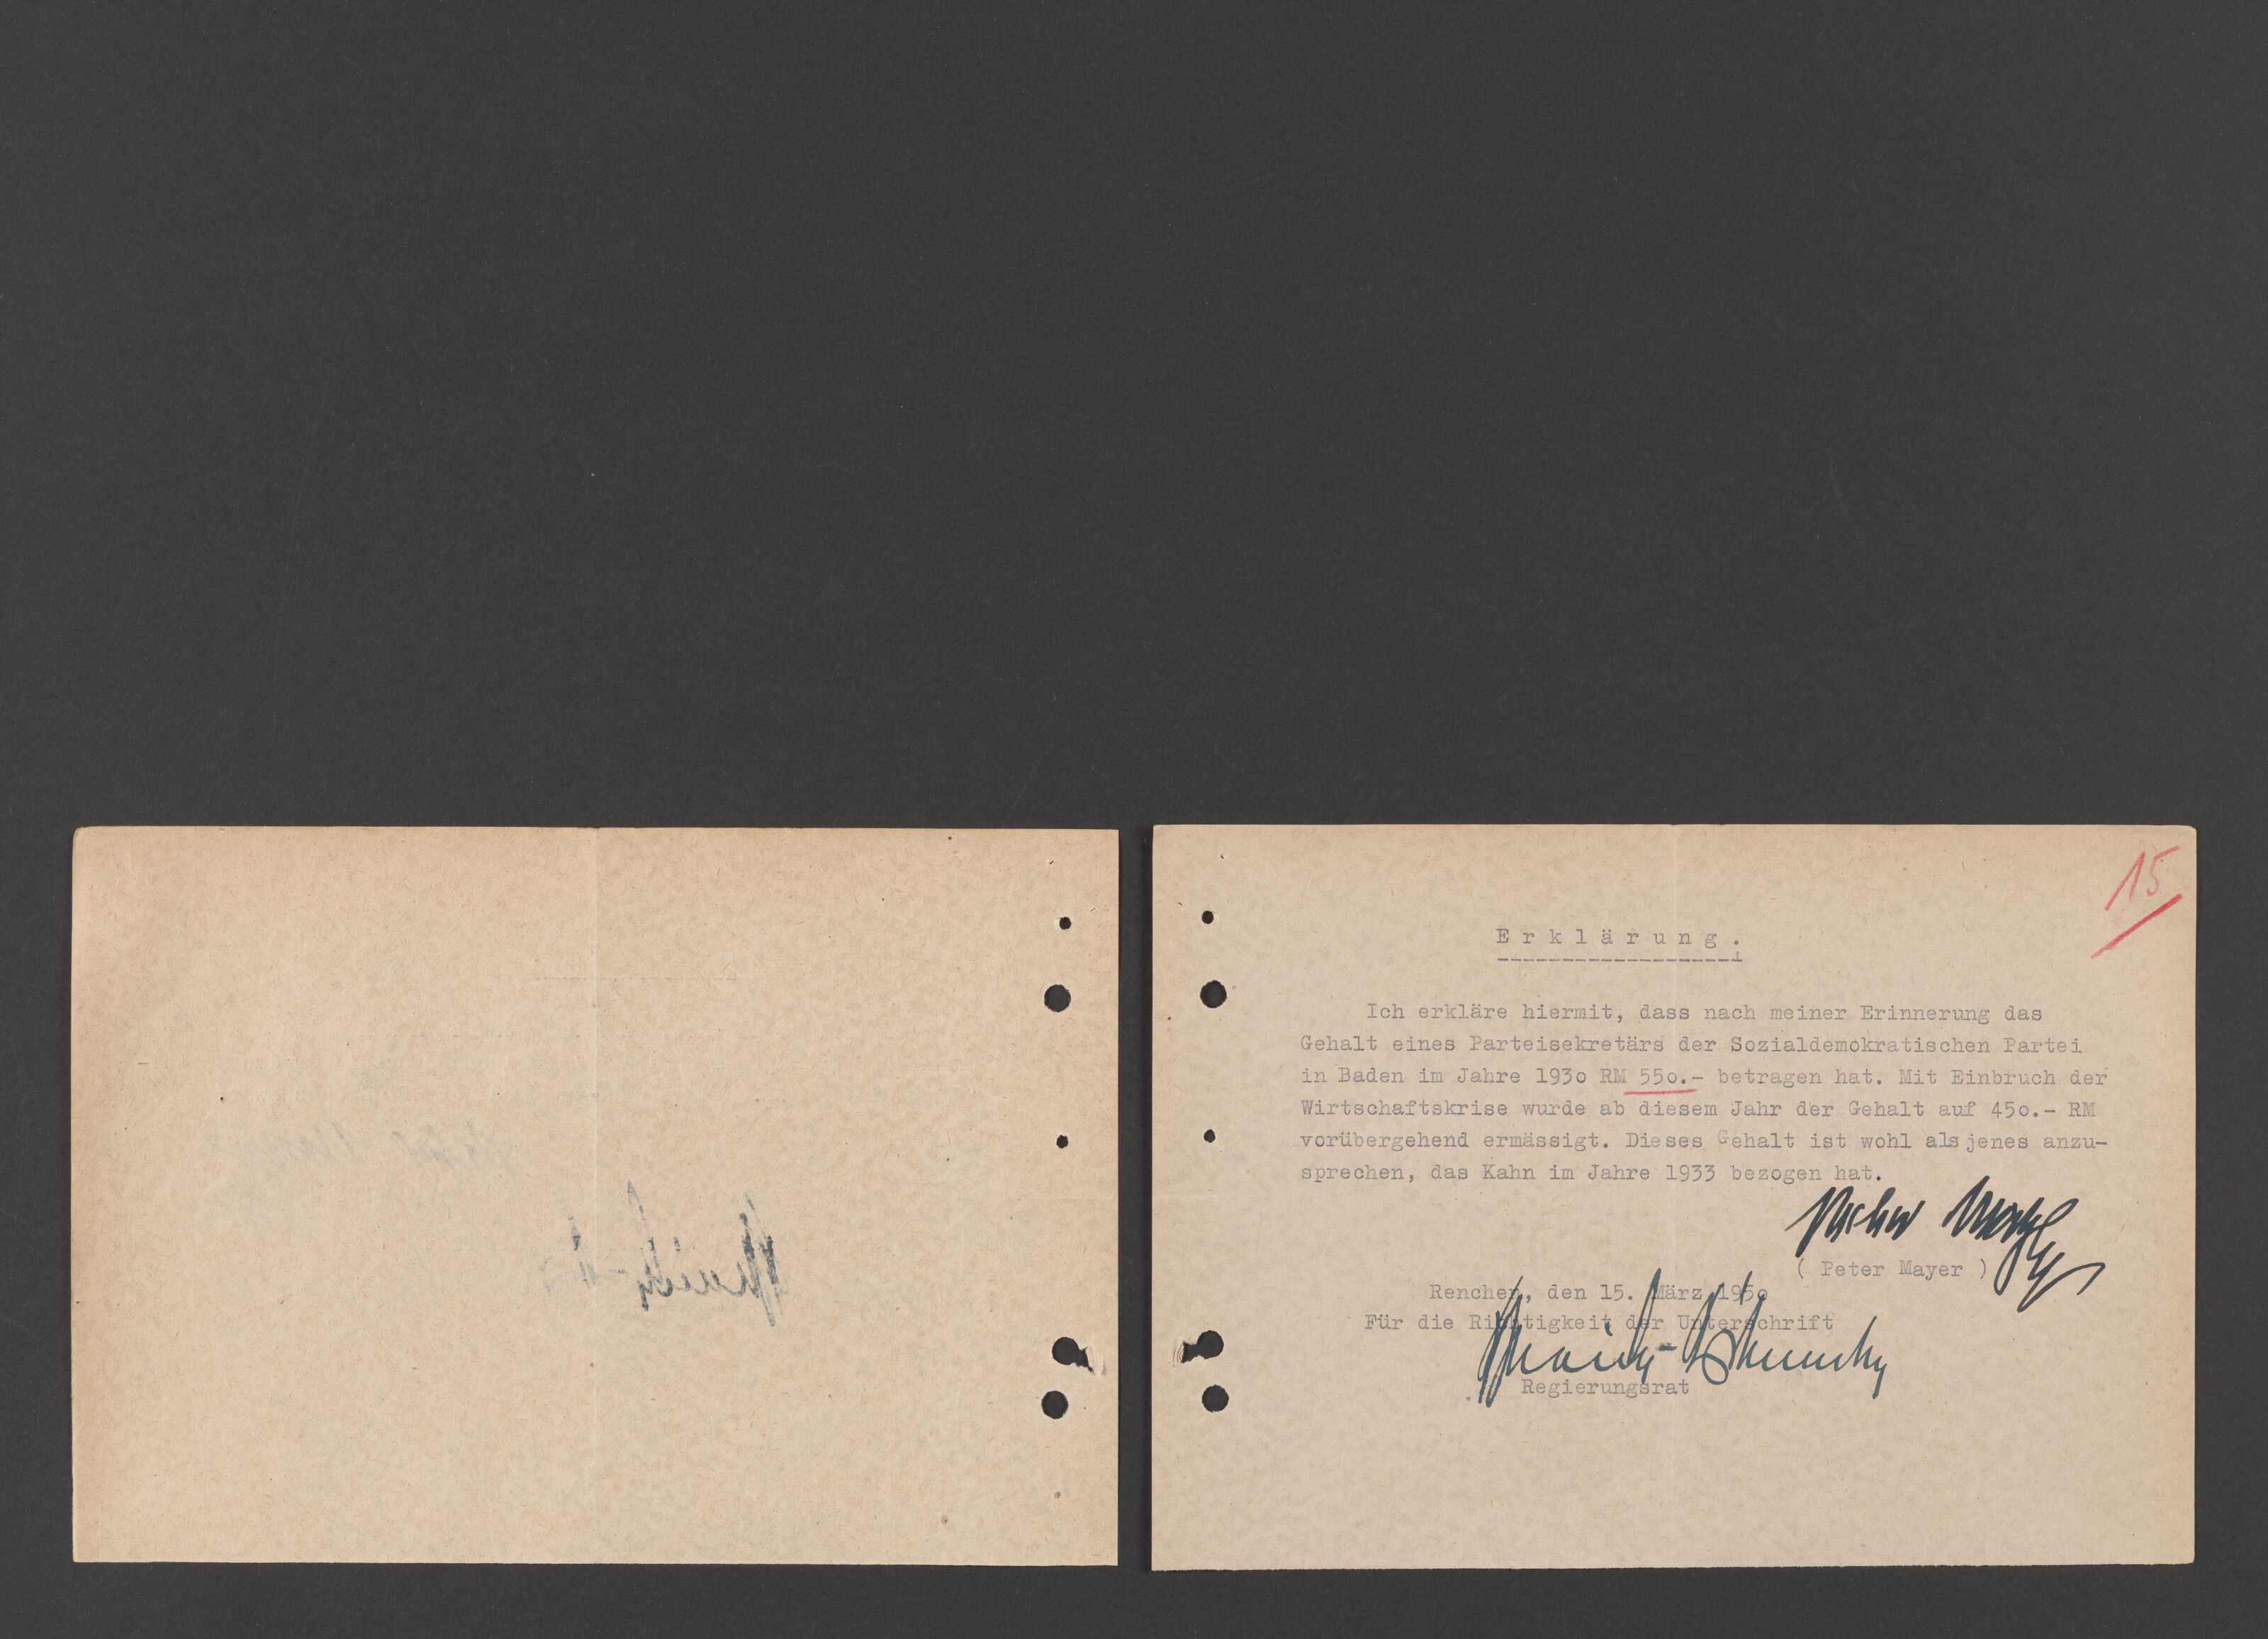 15
E r k l ä r u n g .
Ich erkläre hiermit, dass nach meiner Erinnerung das
Gehalt eines Parteisekretärs der Sozialdemokratischen Partei
in Baden im Jahre 193o RM 55o.- betragen hat. Mit Einbruch der
Wirtschaftskrise wurde ab diesem Jahr der Gehalt auf 45o.- RM
vorübergehend ermässigt. Dieses Gehalt ist wohl als jenes anzu-
sprechen, das Kahn im Jahre 1933 bezogen hat.
Peter Mayer
( Peter Mayer )
Renchen, den 15. März 195o
Für die Richtigkeit der Unterschrift
Regierungsrat